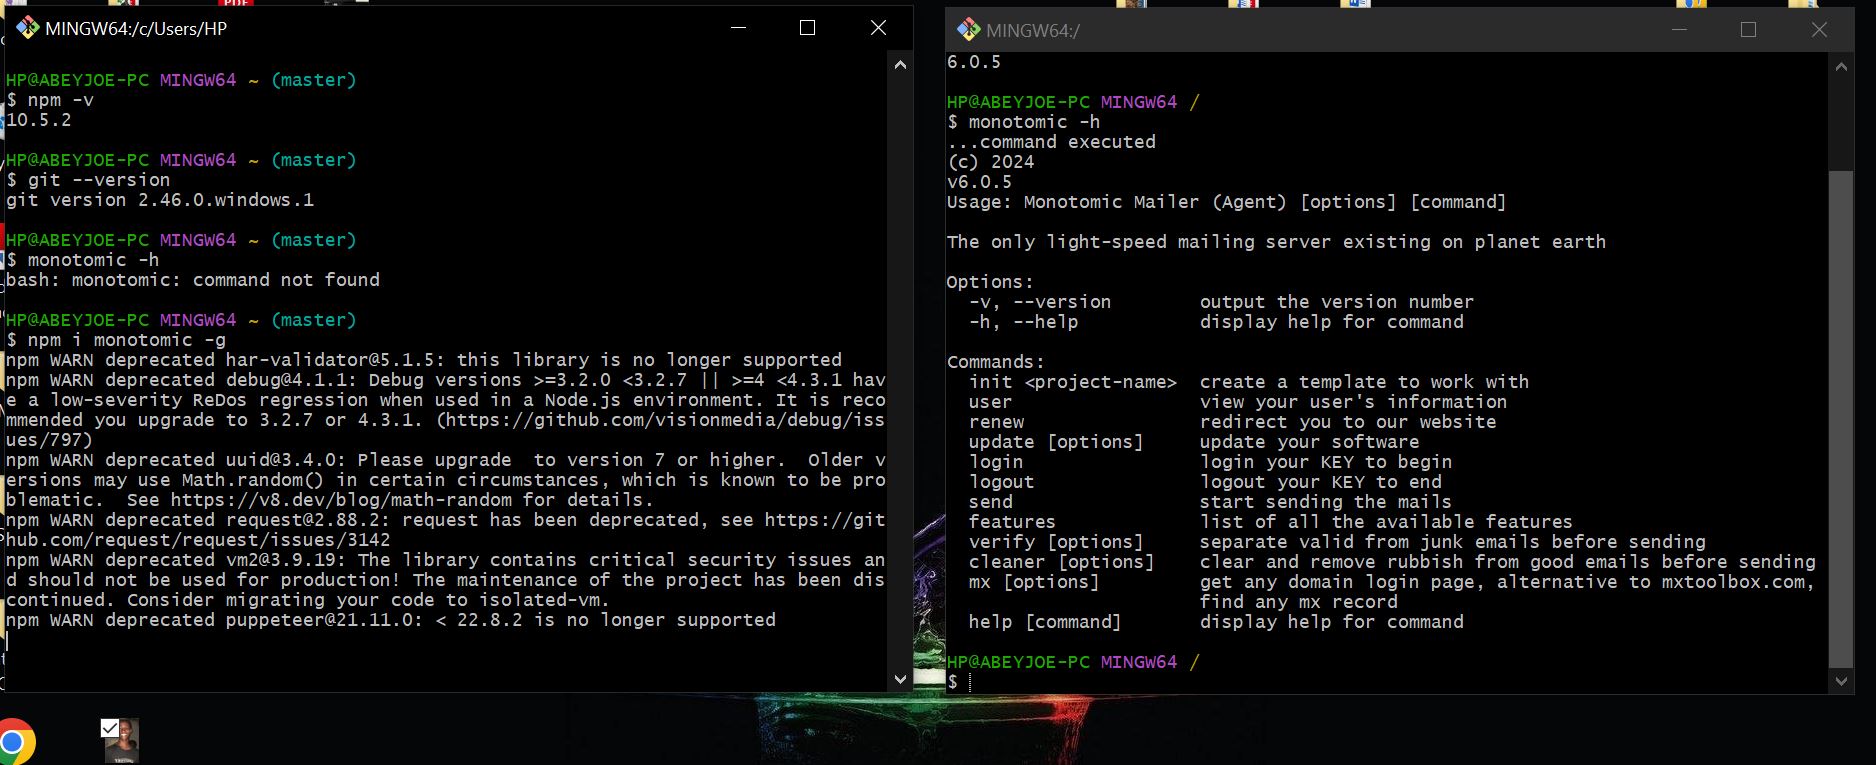 PDF
MINGW64:/c/Users/HP
HP@ABEYJOE-PC MINGW64 ~ (master)
$ npm -v
10.5.2
HP@ABEYJOE-PC MINGW64 ~ (master)
$ git --version
git version 2.46.0.windows.1
HP@ABEYJOE-PC MINGW64 ~ (master)
$ monotomic -h
bash: monotomic: command not found
HP@ABEYJOE-PC MINGW64 ~ (master)
$ npm i monotomic -g
npm WARN deprecated har-validator@5.1.5: this library is no longer supported
npm WARN deprecated debug@4.1.1: Debug versions >=3.2.0 <3.2.7 || >=4 <4.3.1 hav
e a low-severity ReDos regression when used in a Node.js environment. It is reco
mmended you upgrade to 3.2.7 or 4.3.1. (https://github.com/visionmedia/debug/iss
ues/797)
npm WARN deprecated uuid@3.4.0: Please upgrade  to version 7 or higher.  Older v
ersions may use Math.random() in certain circumstances, which is known to be pro
blematic.  See https://v8.dev/blog/math-random for details.
npm WARN deprecated request@2.88.2: request has been deprecated, see https://git
hub.com/request/request/issues/3142
npm WARN deprecated vm2@3.9.19: The library contains critical security issues an
d should not be used for production! The maintenance of the project has been dis
continued. Consider migrating your code to isolated-vm.
npm WARN deprecated puppeteer@21.11.0: < 22.8.2 is no longer supported
MINGW64:/
6.0.5
HP@ABEYJOE-PC MINGW64 /
$ monotomic -h
...command executed
(c) 2024
v6.0.5
Usage: Monotomic Mailer (Agent) [options] [command]
The only light-speed mailing server existing on planet earth
Options:
-v, --version output the version number
-h, --help display help for command
Commands:
init <project-name> create a template to work with
user view your user's information
renew redirect you to our website
update [options] update your software
login login your KEY to begin
logout logout your KEY to end
send start sending the mails
features list of all the available features
verify [options] separate valid from junk emails before sending
cleaner [options] clear and remove rubbish from good emails before sending
mx [options] get any domain login page, alternative to mxtoolbox.com,
find any mx record
help [command] display help for command
HP@ABEYJOE-PC MINGW64 /
$